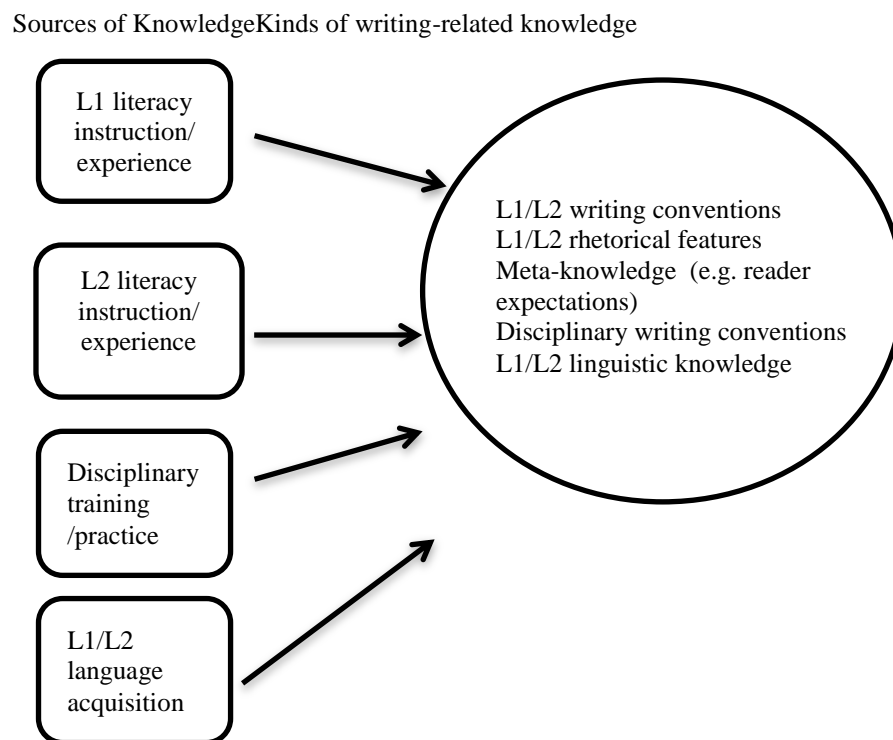 Sources of KnowledgeKinds of writing-related knowledge
L1 literacy
instruction/
experience
L2 literacy
instruction/
experience
Disciplinary
training
/practice
L1/L2
language
acquisition
L1/L2 writing conventions
L1/L2 rhetorical features
Meta-knowledge  (e.g. reader
expectations)
Disciplinary writing conventions
L1/L2 linguistic knowledge